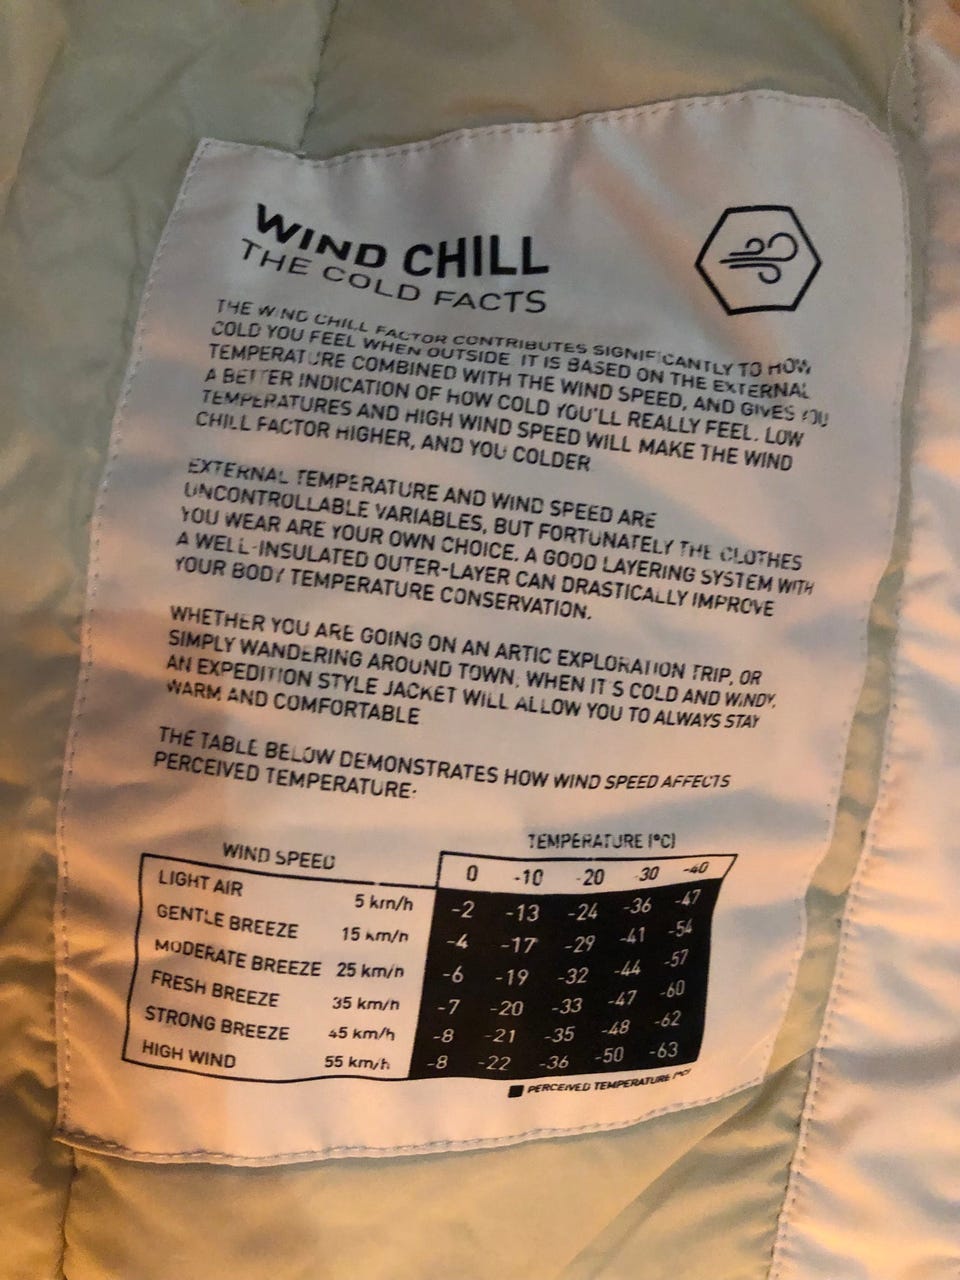 WIND CHILL
THE COLD FACTS
THE WIND CHILL FACTOR CONTRIBUTES SIGNIFICANTLY TO HOW
COLD YOU FEEL WHEN OUTSIDE IT IS BASED ON THE EXTERNAL
TEMPERATURE COMBINED WITH THE WIND SPEED, AND GIVES YOU
A BETTER INDICATION OF HOW COLD YOU'LL REALLY FEEL. LOW
TEMPERATURES AND HIGH WIND SPEED WILL MAKE THE WIND
CHILL FACTOR HIGHER, AND YOU COLDER
EXTERNAL TEMPERATURE AND WIND SPEED ARE
UNCONTROLLABLE VARIABLES, BUT FORTUNATELY THE CLOTHES
YOU WEAR ARE YOUR OWN CHOICE. A GOOD LAYERING SYSTEM WITH
A WELL-INSULATED OUTER-LAYER CAN DRASTICALLY IMPROVE
YOUR BODY TEMPERATURE CONSERVATION.
WHETHER YOU ARE GOING ON AN ARTIC EXPLORATION TRIP, OR
SIMPLY WANDERING AROUND TOWN, WHEN IT'S COLD AND WINDY,
AN EXPEDITION STYLE JACKET WILL ALLOW YOU TO ALWAYS STAY
WARM AND COMFORTABLE
THE TABLE BELOW DEMONSTRATES HOW WIND SPEED AFFECTS
PERCEIVED TEMPERATURE:
WIND SPEED TEMPERATURE (°C)
0 -10 -20 -30 -40
LIGHT AIR 5 km/h -2 -13 -24 -36 -47
GENTLE BREEZE 15 km/h -4 -17 -29 -41 -54
MODERATE BREEZE 25 km/h -6 -19 -32 -44 -57
FRESH BREEZE 35 km/h -7 -20 -33 -47 -60
STRONG BREEZE 45 km/h -8 -21 -35 -48 -62
HIGH WIND 55 km/h -8 -22 -36 -50 -63
PERCEIVED TEMPERATURE (°C)